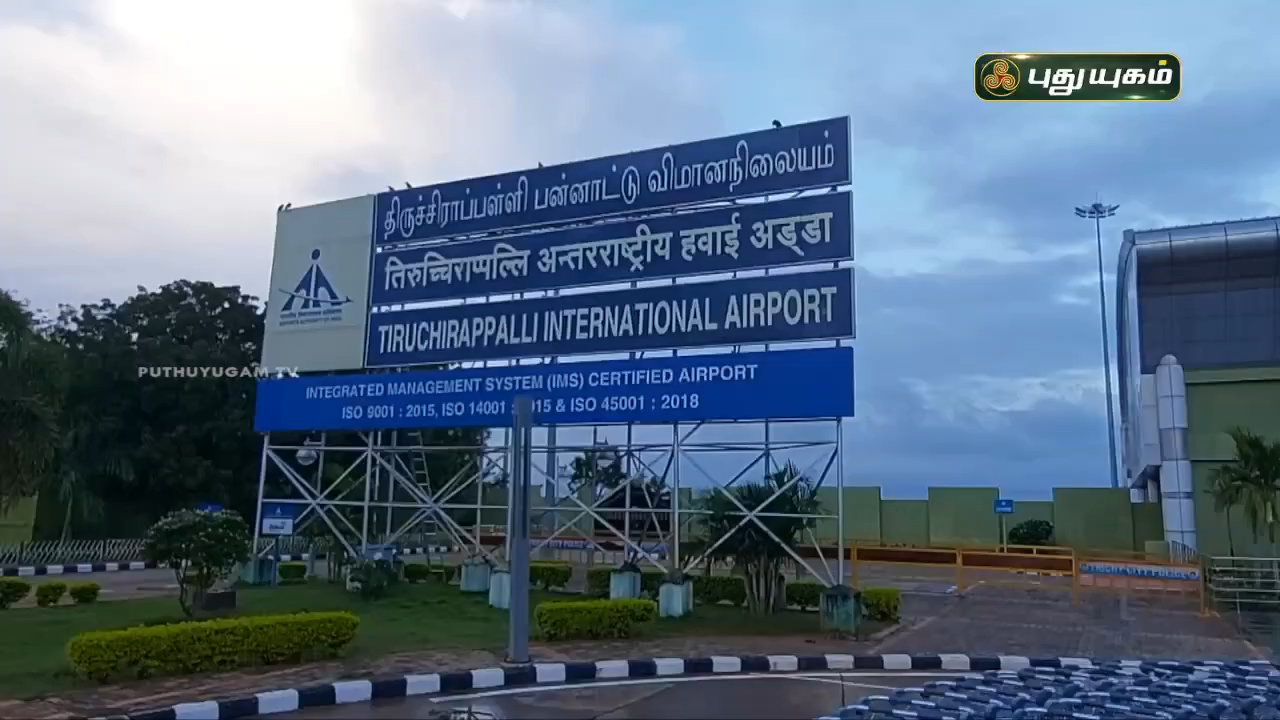 புதுயுகம்
திருச்சிராப்பள்ளி பன்னாட்டு விமானநிலையம்
तिरुच्चिराप्पल्लि अन्तरराष्ट्रीय हवाई अड्डा
TIRUCHIRAPPALLI INTERNATIONAL AIRPORT
PUTHUYUGAM TV
INTEGRATED MANAGEMENT SYSTEM (IMS) CERTIFIED AIRPORT
ISO 9001 : 2015, ISO 14001 : 2015 & ISO 45001 : 2018